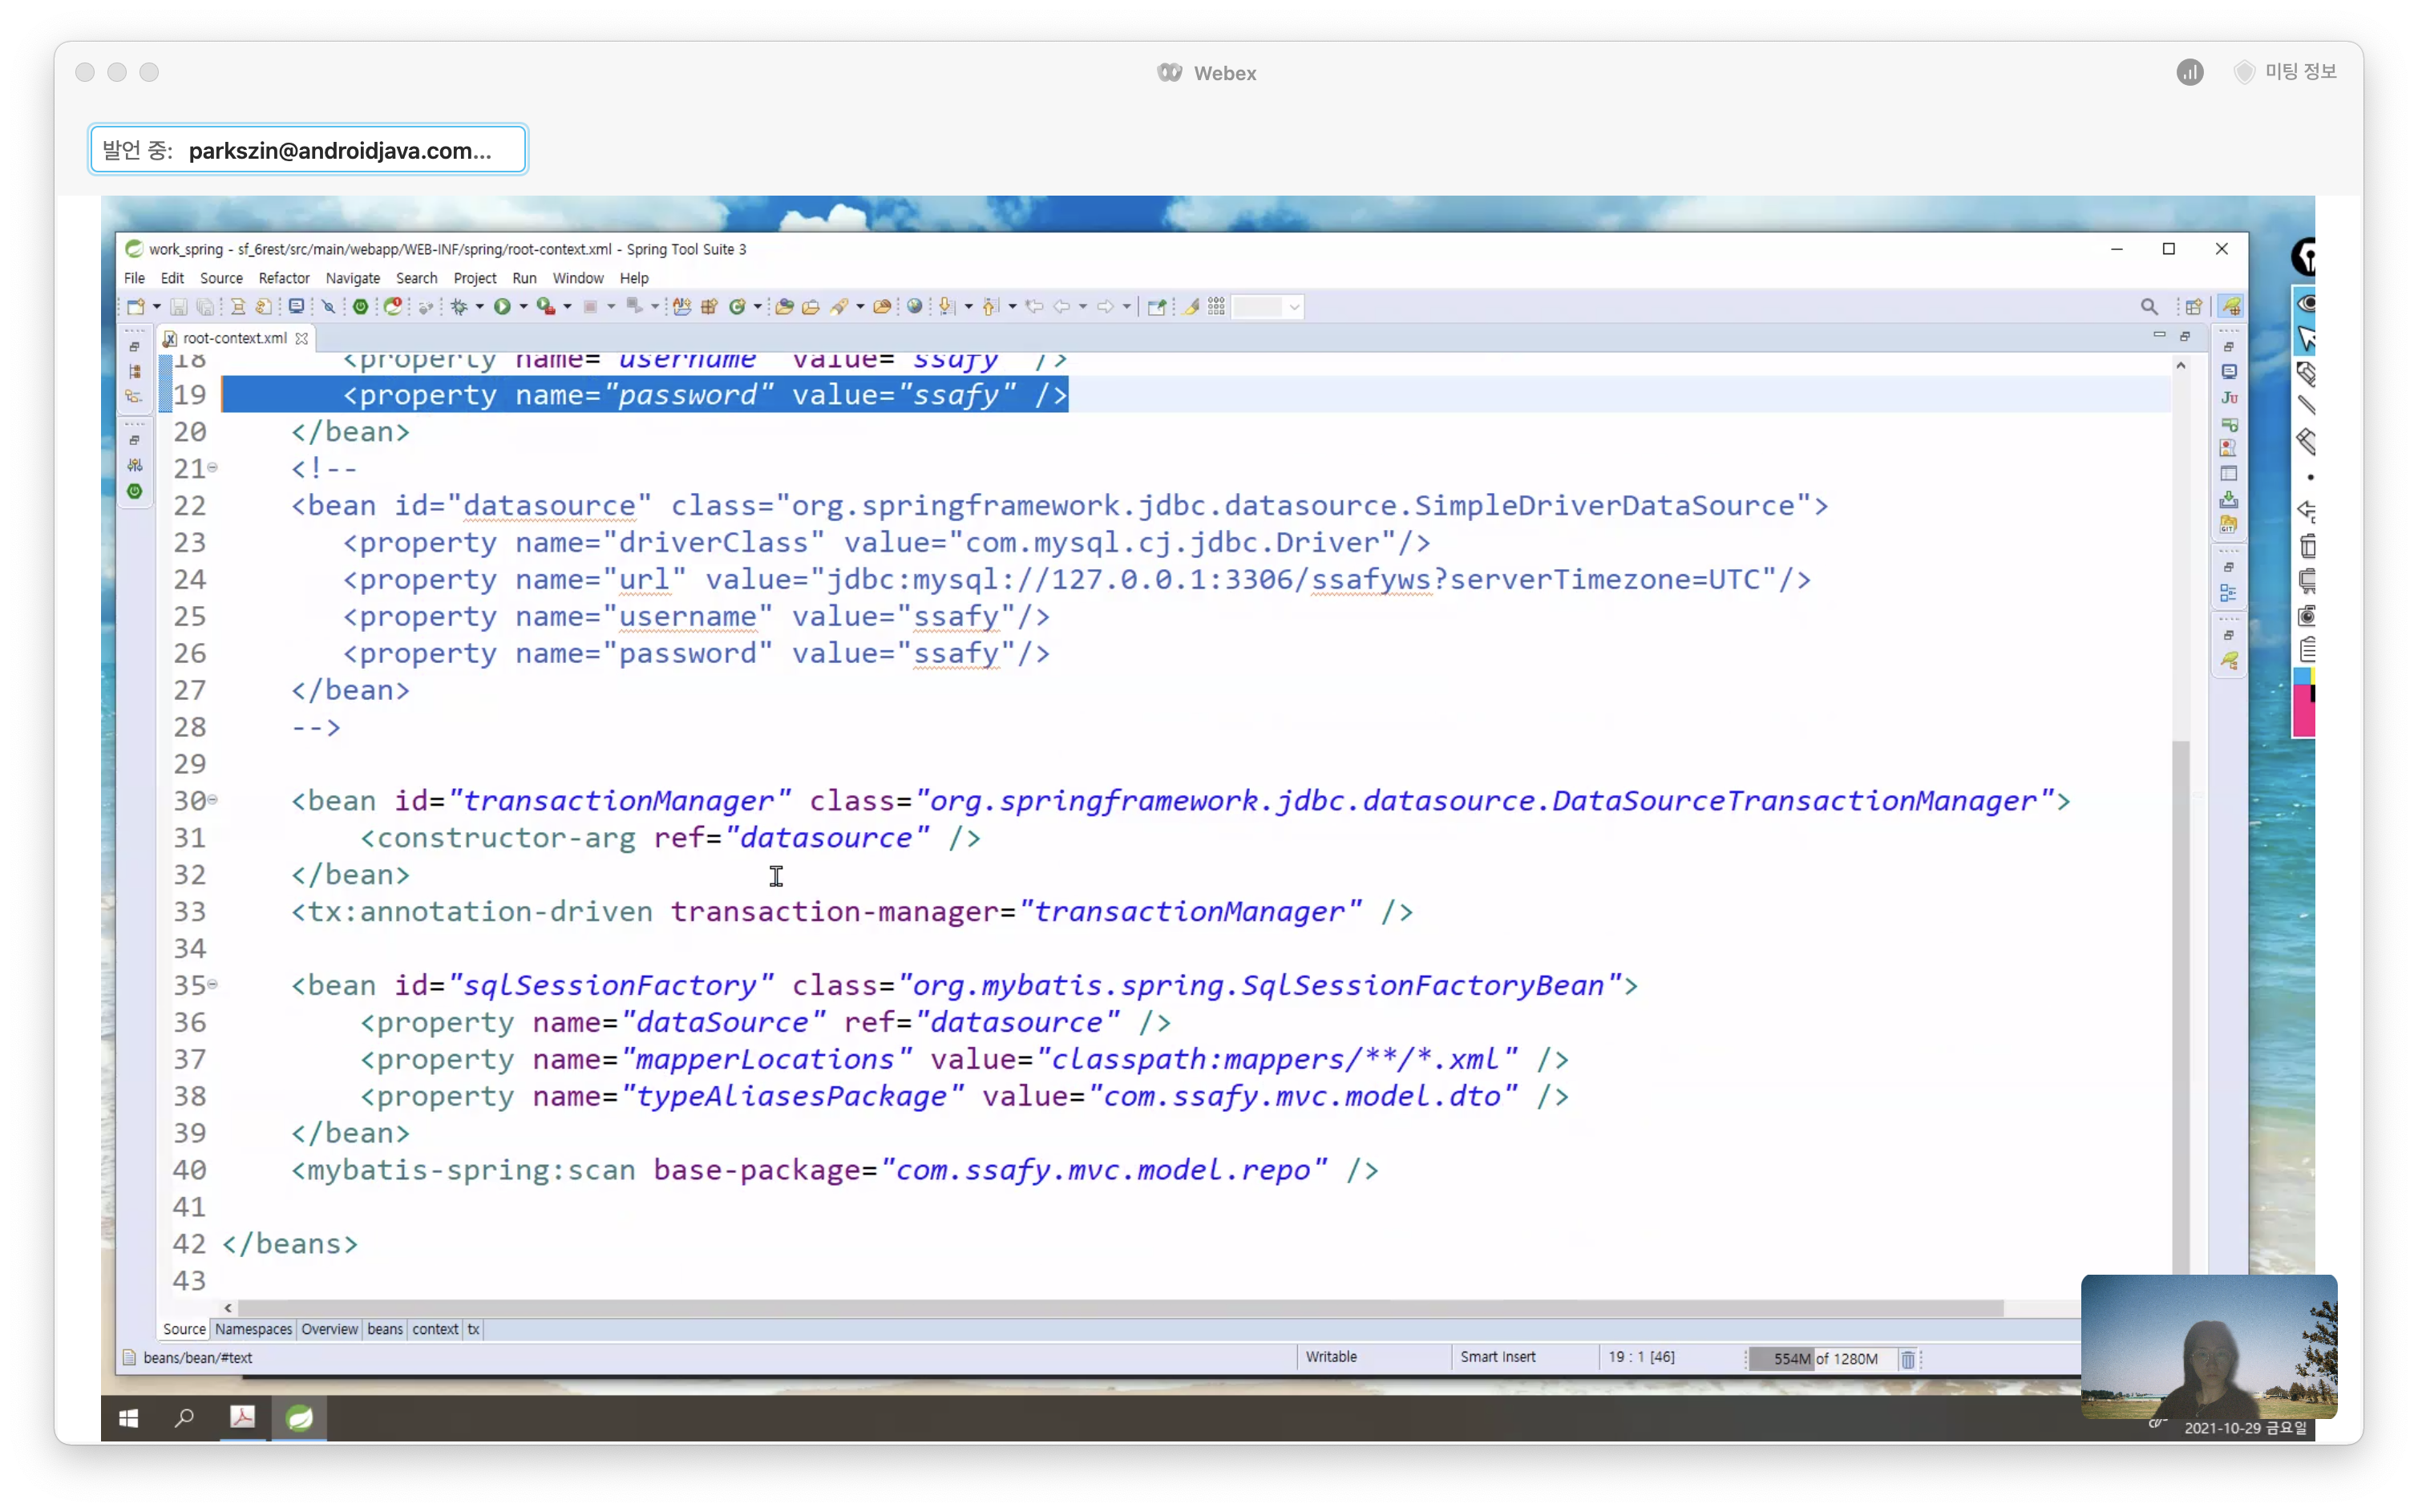 Webex
미팅 정보
발언 중: parkszin@androidjava.com...
work_spring - sf_6rest/src/main/webapp/WEB-INF/spring/root-context.xml - Spring Tool Suite 3
File Edit Source Refactor Navigate Search Project Run Window Help
root-context.xml
18 <property name="username" value="ssafy" />
19 <property name="password" value="ssafy" />
20 </bean>
21 <!--
22 <bean id="datasource" class="org.springframework.jdbc.datasource.SimpleDriverDataSource">
23 <property name="driverClass" value="com.mysql.cj.jdbc.Driver"/>
24 <property name="url" value="jdbc:mysql://127.0.0.1:3306/ssafyws?serverTimezone=UTC"/>
25 <property name="username" value="ssafy"/>
26 <property name="password" value="ssafy"/>
27 </bean>
28 -->
29
30 <bean id="transactionManager" class="org.springframework.jdbc.datasource.DataSourceTransactionManager">
31 <constructor-arg ref="datasource" />
32 </bean>
33 <tx:annotation-driven transaction-manager="transactionManager" />
34
35 <bean id="sqlSessionFactory" class="org.mybatis.spring.SqlSessionFactoryBean">
36 <property name="dataSource" ref="datasource" />
37 <property name="mapperLocations" value="classpath:mappers/**/*.xml" />
38 <property name="typeAliasesPackage" value="com.ssafy.mvc.model.dto" />
39 </bean>
40 <mybatis-spring:scan base-package="com.ssafy.mvc.model.repo" />
41
42 </beans>
43
Source Namespaces Overview beans context tx
beans/bean/#text Writable Smart Insert 19 : 1 [46] 554M of 1280M
2021-10-29 금요일